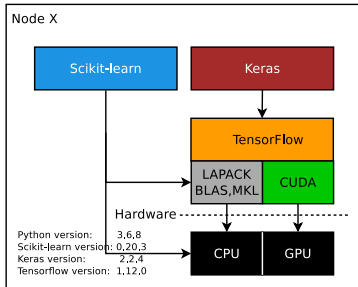 Node X
Scikit-learn
Keras
TensorFlow
LAPACK
BLAS,MKL
CUDA
Hardware
Python version: 3,6,8
Scikit-learn version: 0,20,3
Keras version: 2,2,4
Tensorflow version: 1,12,0
CPU
GPU